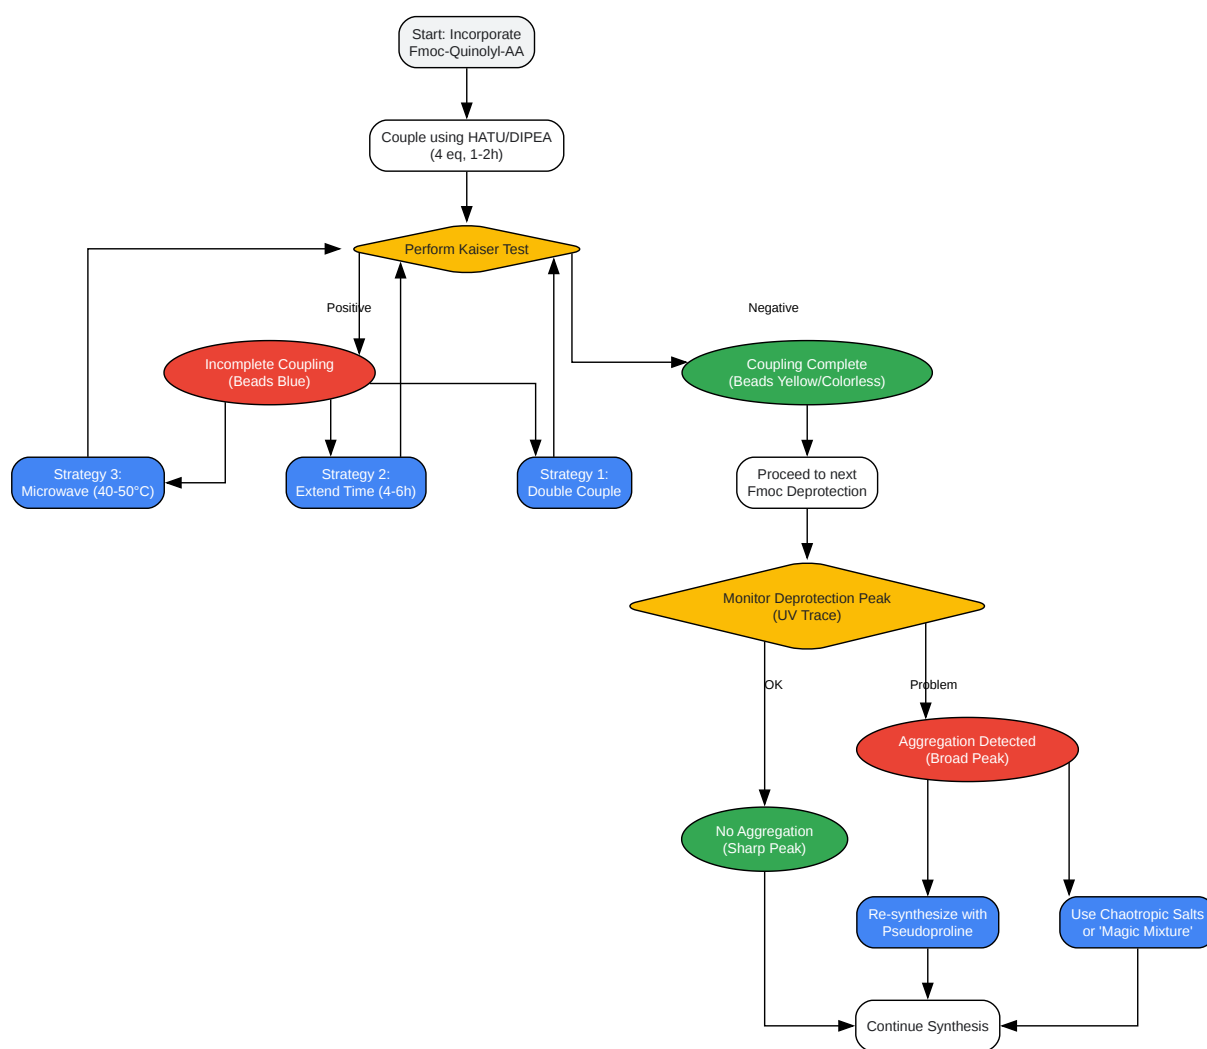 Start: Incorporate
Fmoc-Quinolyl-AA
Couple using HATU/DIPEA
(4 eq, 1-2h)
Perform Kaiser Test
Positive
Negative
Incomplete Coupling
(Beads Blue)
Coupling Complete
(Beads Yellow/Colorless)
Strategy 3:
Microwave (40-50°C)
Strategy 2:
Extend Time (4-6h)
Strategy 1:
Double Couple
Proceed to next
Fmoc Deprotection
Monitor Deprotection Peak
(UV Trace)
OK
Problem
Aggregation Detected
(Broad Peak)
No Aggregation
(Sharp Peak)
Re-synthesize with
Pseudoproline
Use Chaotropic Salts
or 'Magic Mixture'
Continue Synthesis